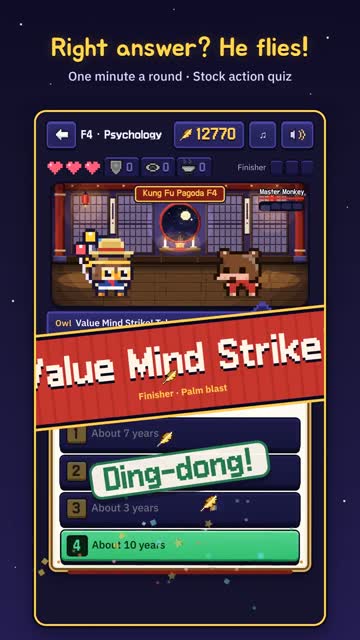 Right answer? He flies!
One minute a round · Stock action quiz
F4 · Psychology
12770
0
0
0
Finisher
Kung Fu Pagoda F4
Master Monkey,
Owl Value Mind Strike!
Value Mind Strike
Finisher · Palm blast
1 About 7 years
2
Ding-dong!
3 About 3 years
4 About 10 years